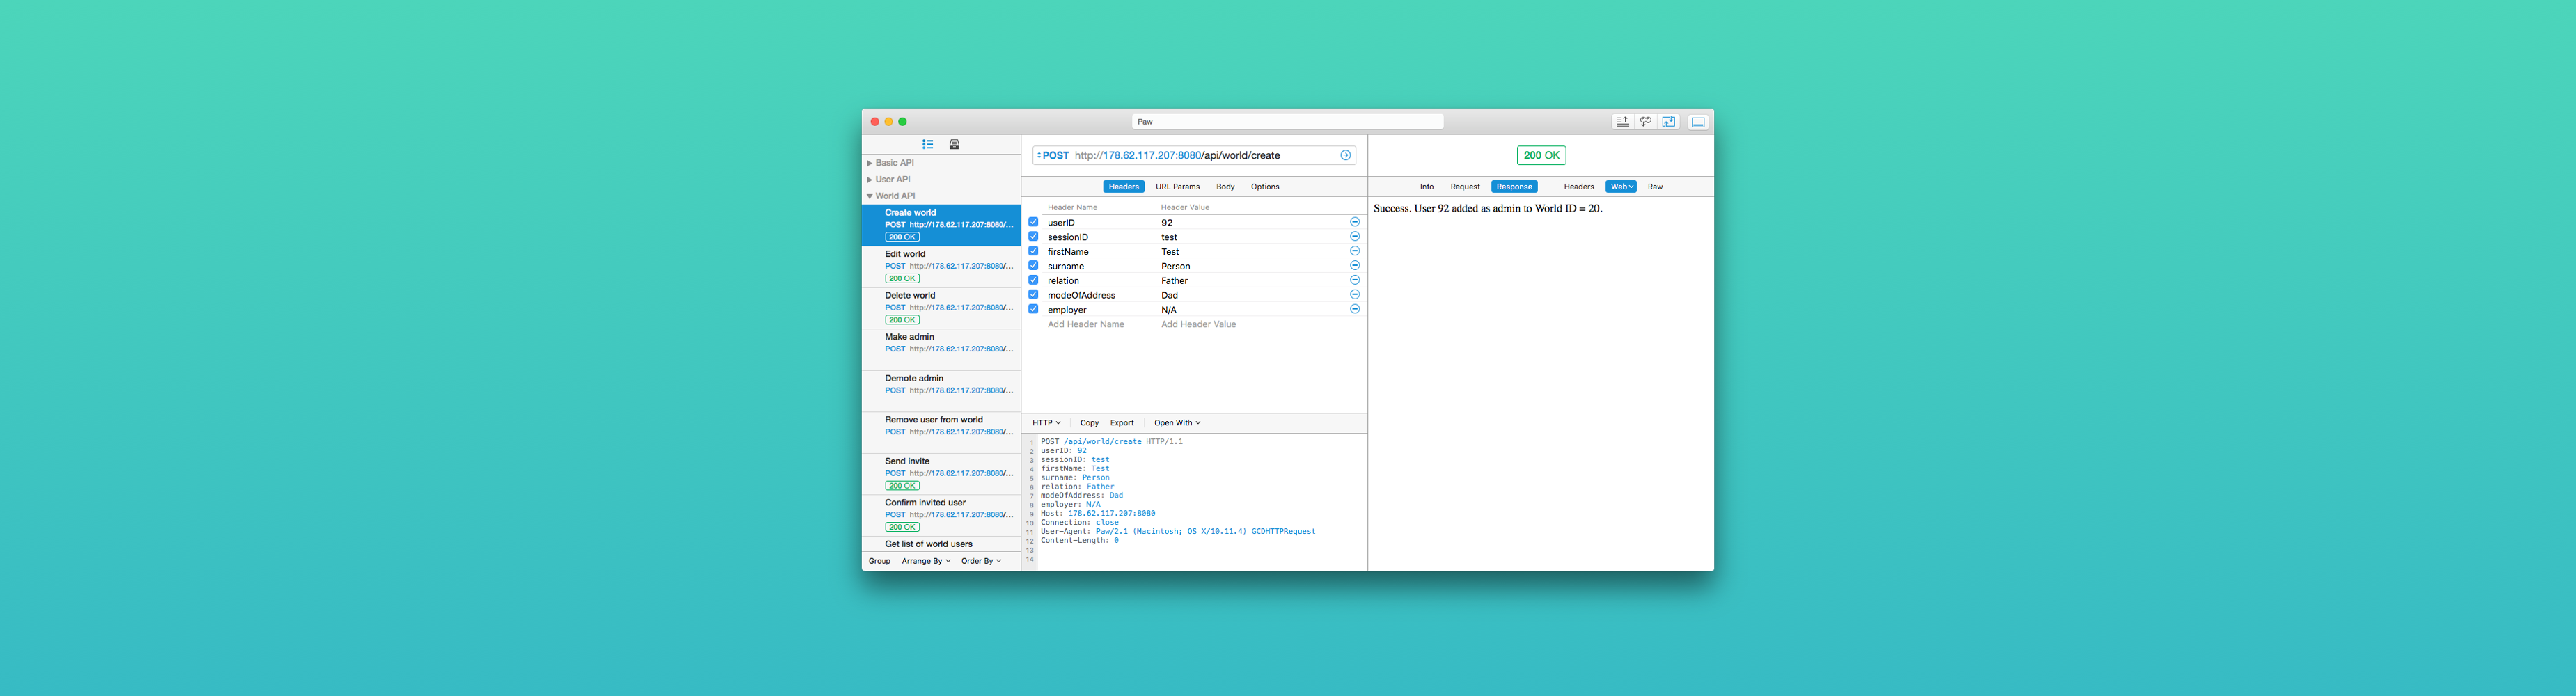 Paw
Basic API
User API
World API
Create world
POST http://178.62.117.207:8080/...
200 OK
Edit world
POST http://178.62.117.207:8080/...
200 OK
Delete world
POST http://178.62.117.207:8080/...
200 OK
Make admin
POST http://178.62.117.207:8080/...
Demote admin
POST http://178.62.117.207:8080/...
Remove user from world
POST http://178.62.117.207:8080/...
Send invite
POST http://178.62.117.207:8080/...
200 OK
Confirm invited user
POST http://178.62.117.207:8080/...
200 OK
Get list of world users
Group Arrange By Order By
POST http://178.62.117.207:8080/api/world/create
Headers URL Params Body Options
Header Name Header Value
userID 92
sessionID test
firstName Test
surname Person
relation Father
modeOfAddress Dad
employer N/A
Add Header Name Add Header Value
HTTP Copy Export Open With
1 POST /api/world/create HTTP/1.1
2 userID: 92
3 sessionID: test
4 firstName: Test
5 surname: Person
6 relation: Father
7 modeOfAddress: Dad
8 employer: N/A
9 Host: 178.62.117.207:8080
10 Connection: close
11 User-Agent: Paw/2.1 (Macintosh; OS X/10.11.4) GCDHTTPRequest
12 Content-Length: 0
13
14
200 OK
Info Request Response Headers Web Raw
Success. User 92 added as admin to World ID = 20.